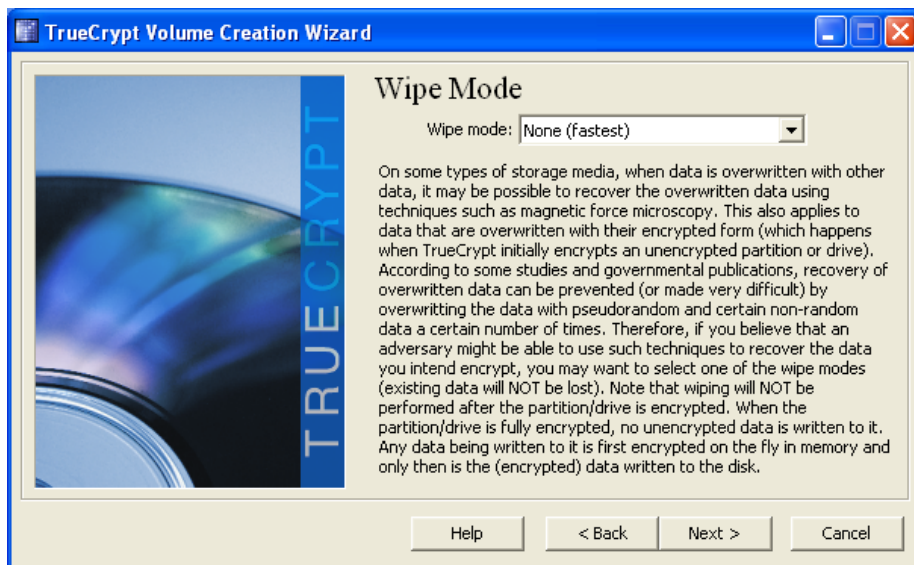 TrueCrypt Volume Creation Wizard
TRUECRYPT
Wipe Mode
Wipe mode: None (fastest)
On some types of storage media, when data is overwritten with other
data, it may be possible to recover the overwritten data using
techniques such as magnetic force microscopy. This also applies to
data that are overwritten with their encrypted form (which happens
when TrueCrypt initially encrypts an unencrypted partition or drive).
According to some studies and governmental publications, recovery of
overwritten data can be prevented (or made very difficult) by
overwriting the data with pseudorandom and certain non-random
data a certain number of times. Therefore, if you believe that an
adversary might be able to use such techniques to recover the data
you intend encrypt, you may want to select one of the wipe modes
(existing data will NOT be lost). Note that wiping will NOT be
performed after the partition/drive is encrypted. When the
partition/drive is fully encrypted, no unencrypted data is written to it.
Any data being written to it is first encrypted on the fly in memory and
only then is the (encrypted) data written to the disk.
Help < Back Next > Cancel